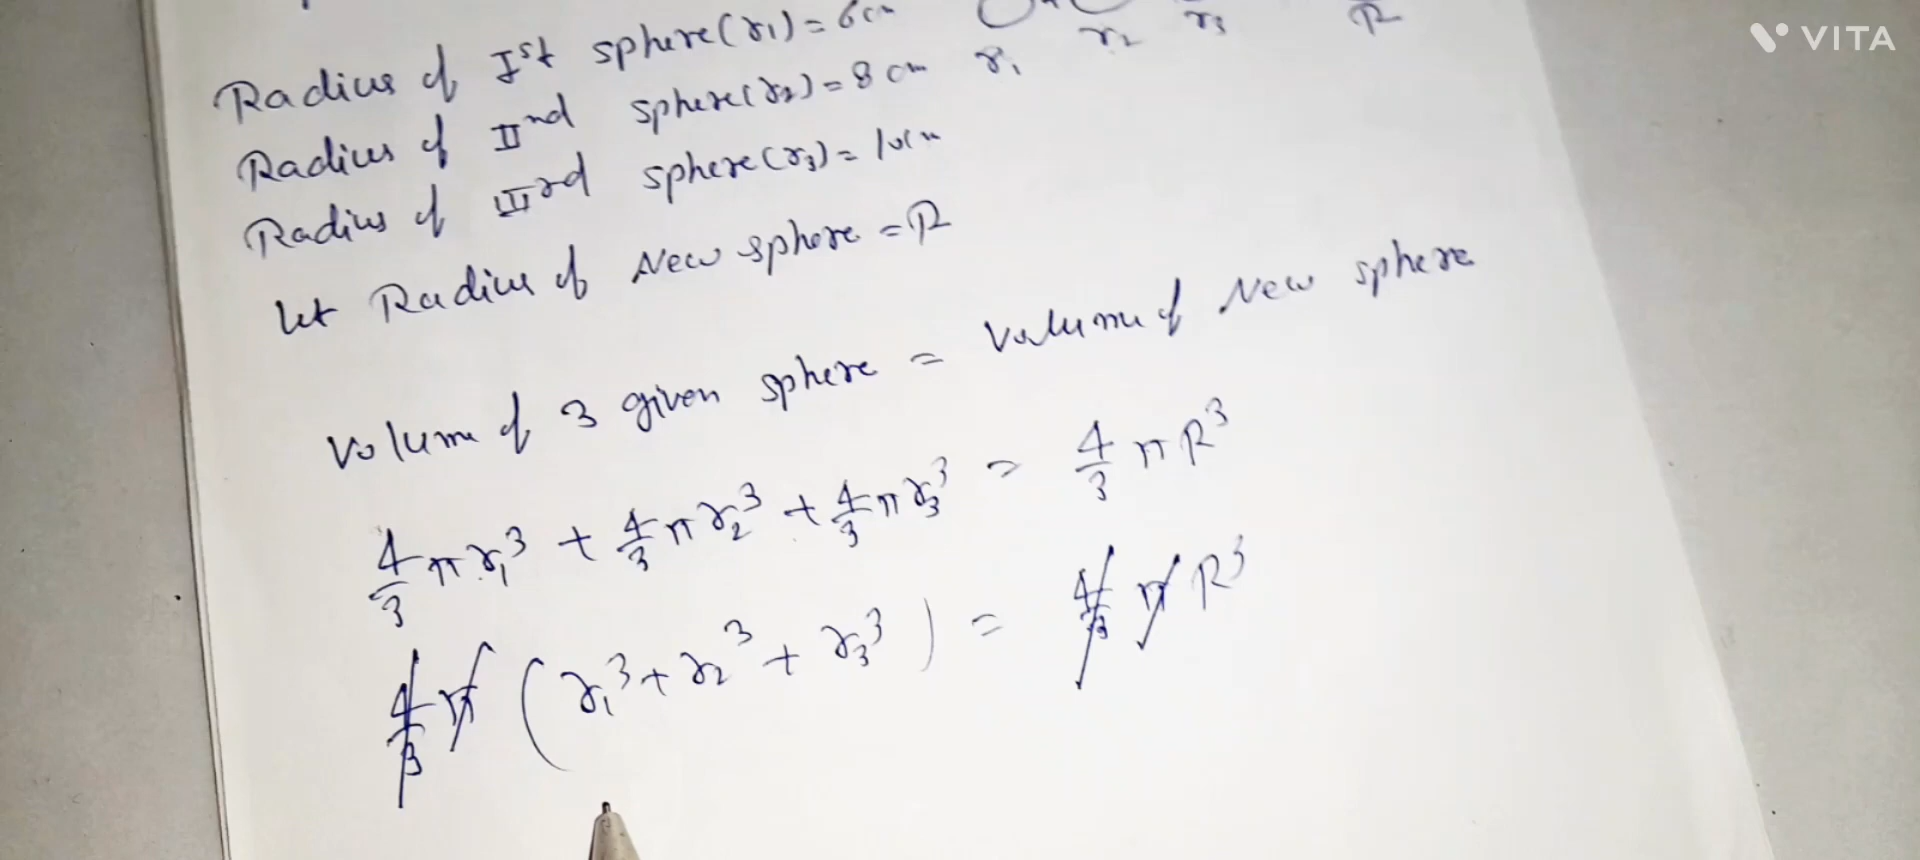 VITA
Radius of Ist sphere(r1) = 6cm
r1 r2 r3 R
Radius of IInd sphere(r2) = 8 cm
Radius of IIIrd sphere(r3) = 10cm
let Radius of New sphere = R
Volume of 3 given sphere = Volume of New sphere
4/3 πr₁³ + 4/3 πr₂³ + 4/3 πr₃³ = 4/3 πR³
4/3 π (r₁³ + r₂³ + r₃³) = 4/3 π R³